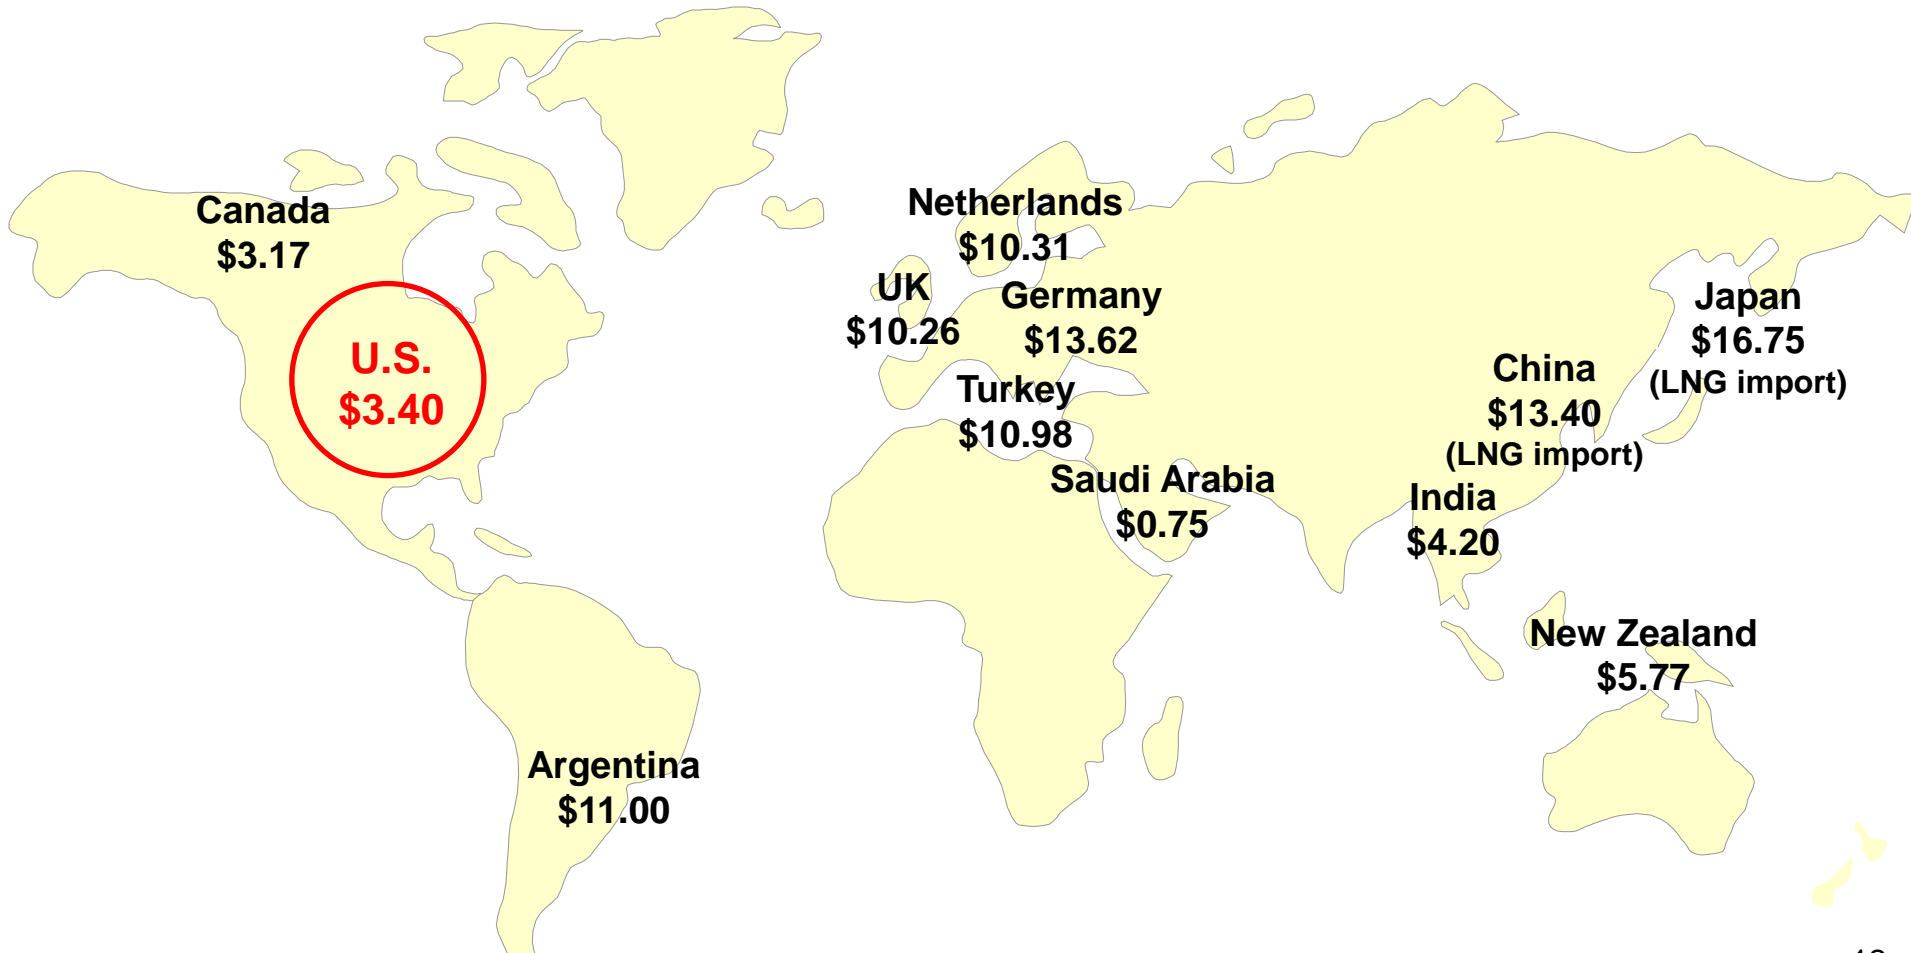 Canada
$3.17
U.S.
$3.40
Netherlands
$10.31
UK
$10.26
Germany
$13.62
Turkey
$10.98
Saudi Arabia
$0.75
Japan
$16.75
(LNG import)
China
$13.40
(LNG import)
India
$4.20
New Zealand
$5.77
Argentina
$11.00